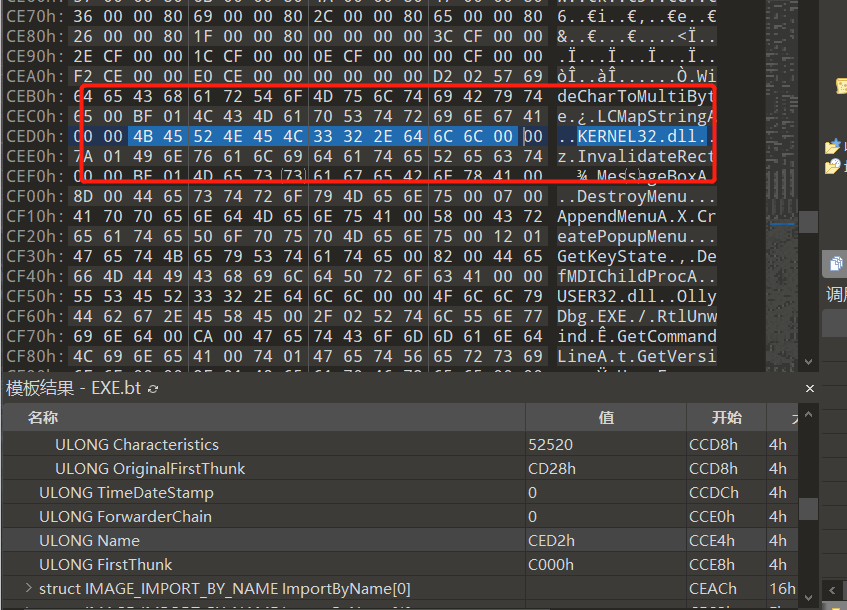 CE70h: 36 00 00 80 69 00 00 80 2C 00 00 80 65 00 00 80 6..€i..€,..€e..€
CE80h: 26 00 00 80 1F 00 00 80 00 00 00 00 3C CF 00 00 &..€...€....<Ï..
CE90h: 2E CF 00 00 1C CF 00 00 0E CF 00 00 00 CF 00 00 .Ï...Ï...Ï...Ï..
CEA0h: F2 CE 00 00 E0 CE 00 00 00 00 00 00 D2 02 57 69 òÎ..àÎ......Ò.Wi
CEB0h: 64 65 43 68 61 72 54 6F 4D 75 6C 74 69 42 79 74 deCharToMultiByt
CEC0h: 65 00 BF 01 4C 43 4D 61 70 53 74 72 69 6E 67 41 e.¿.LCMapStringA
CED0h: 00 00 4B 45 52 4E 45 4C 33 32 2E 64 6C 6C 00 00 ..KERNEL32.dll..
CEE0h: 7A 01 49 6E 76 61 6C 69 64 61 74 65 52 65 63 74 z.InvalidateRect
CEF0h: 00 00 BE 01 4D 65 73 73 61 67 65 42 6F 78 41 00 ..¾.MessageBoxA.
CF00h: 8D 00 44 65 73 74 72 6F 79 4D 65 6E 75 00 07 00 ..DestroyMenu...
CF10h: 41 70 70 65 6E 64 4D 65 6E 75 41 00 58 00 43 72 AppendMenuA.X.Cr
CF20h: 65 61 74 65 50 6F 70 75 70 4D 65 6E 75 00 12 01 eatePopupMenu...
CF30h: 47 65 74 4B 65 79 53 74 61 74 65 00 82 00 44 65 GetKeyState.‚.De
CF40h: 66 4D 44 49 43 68 69 6C 64 50 72 6F 63 41 00 00 fMDIChildProcA..
CF50h: 55 53 45 52 33 32 2E 64 6C 6C 00 00 4F 6C 6C 79 USER32.dll..Olly
CF60h: 44 62 67 2E 45 58 45 00 2F 02 52 74 6C 55 6E 77 Dbg.EXE./.RtlUnw
CF70h: 69 6E 64 00 CA 00 47 65 74 43 6F 6D 6D 61 6E 64 ind.Ê.GetCommand
CF80h: 4C 69 6E 65 41 00 74 01 47 65 74 56 65 72 73 69 LineA.t.GetVersi
模板结果 - EXE.bt
名称 值 开始
ULONG Characteristics 52520 CCD8h 4h
ULONG OriginalFirstThunk CD28h CCD8h 4h
ULONG TimeDateStamp 0 CCDCh 4h
ULONG ForwarderChain 0 CCE0h 4h
ULONG Name CED2h CCE4h 4h
ULONG FirstThunk C000h CCE8h 4h
struct IMAGE_IMPORT_BY_NAME ImportByName[0] CEACh 16h